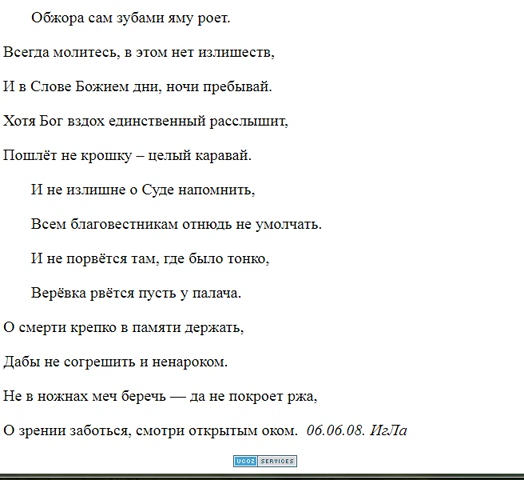 Обжора сам зубами яму роет.
Всегда молитесь, в этом нет излишеств,
И в Слове Божием дни, ночи пребывай.
Хотя Бог вздох единственный расслышит,
Пошлёт не крошку – целый каравай.
И не излишне о Суде напомнить,
Всем благовестникам отнюдь не умолчать.
И не порвётся там, где было тонко,
Верёвка рвётся пусть у палача.
О смерти крепко в памяти держать,
Дабы не согрешить и ненароком.
Не в ножнах меч беречь — да не покроет ржа,
О зрении заботься, смотри открытым оком. 06.06.08. ИгЛа
UCOZ SERVICES